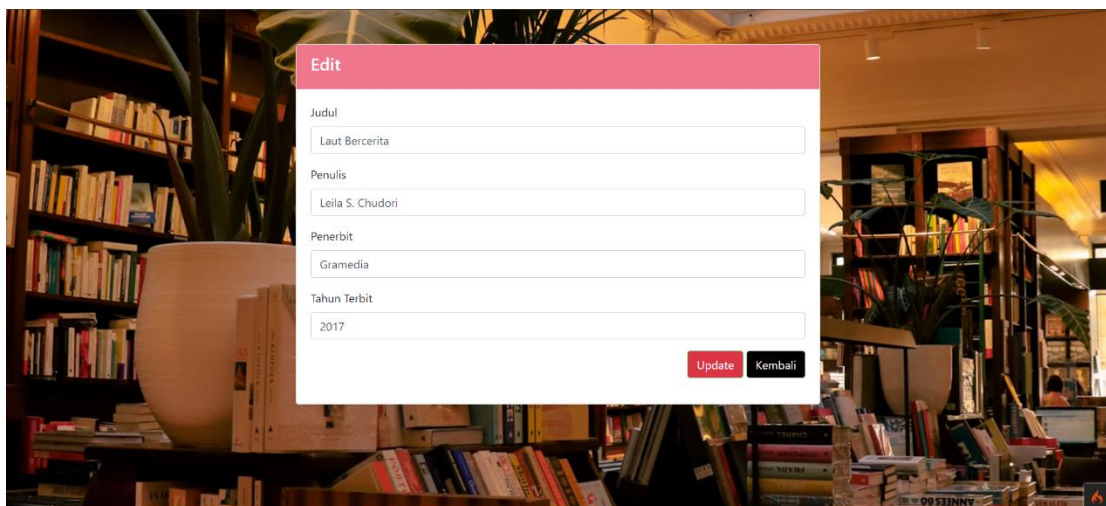 Edit
Judul
Laut Bercerita
Penulis
Leila S. Chudori
Penerbit
Gramedia
Tahun Terbit
2017
Update
Kembali